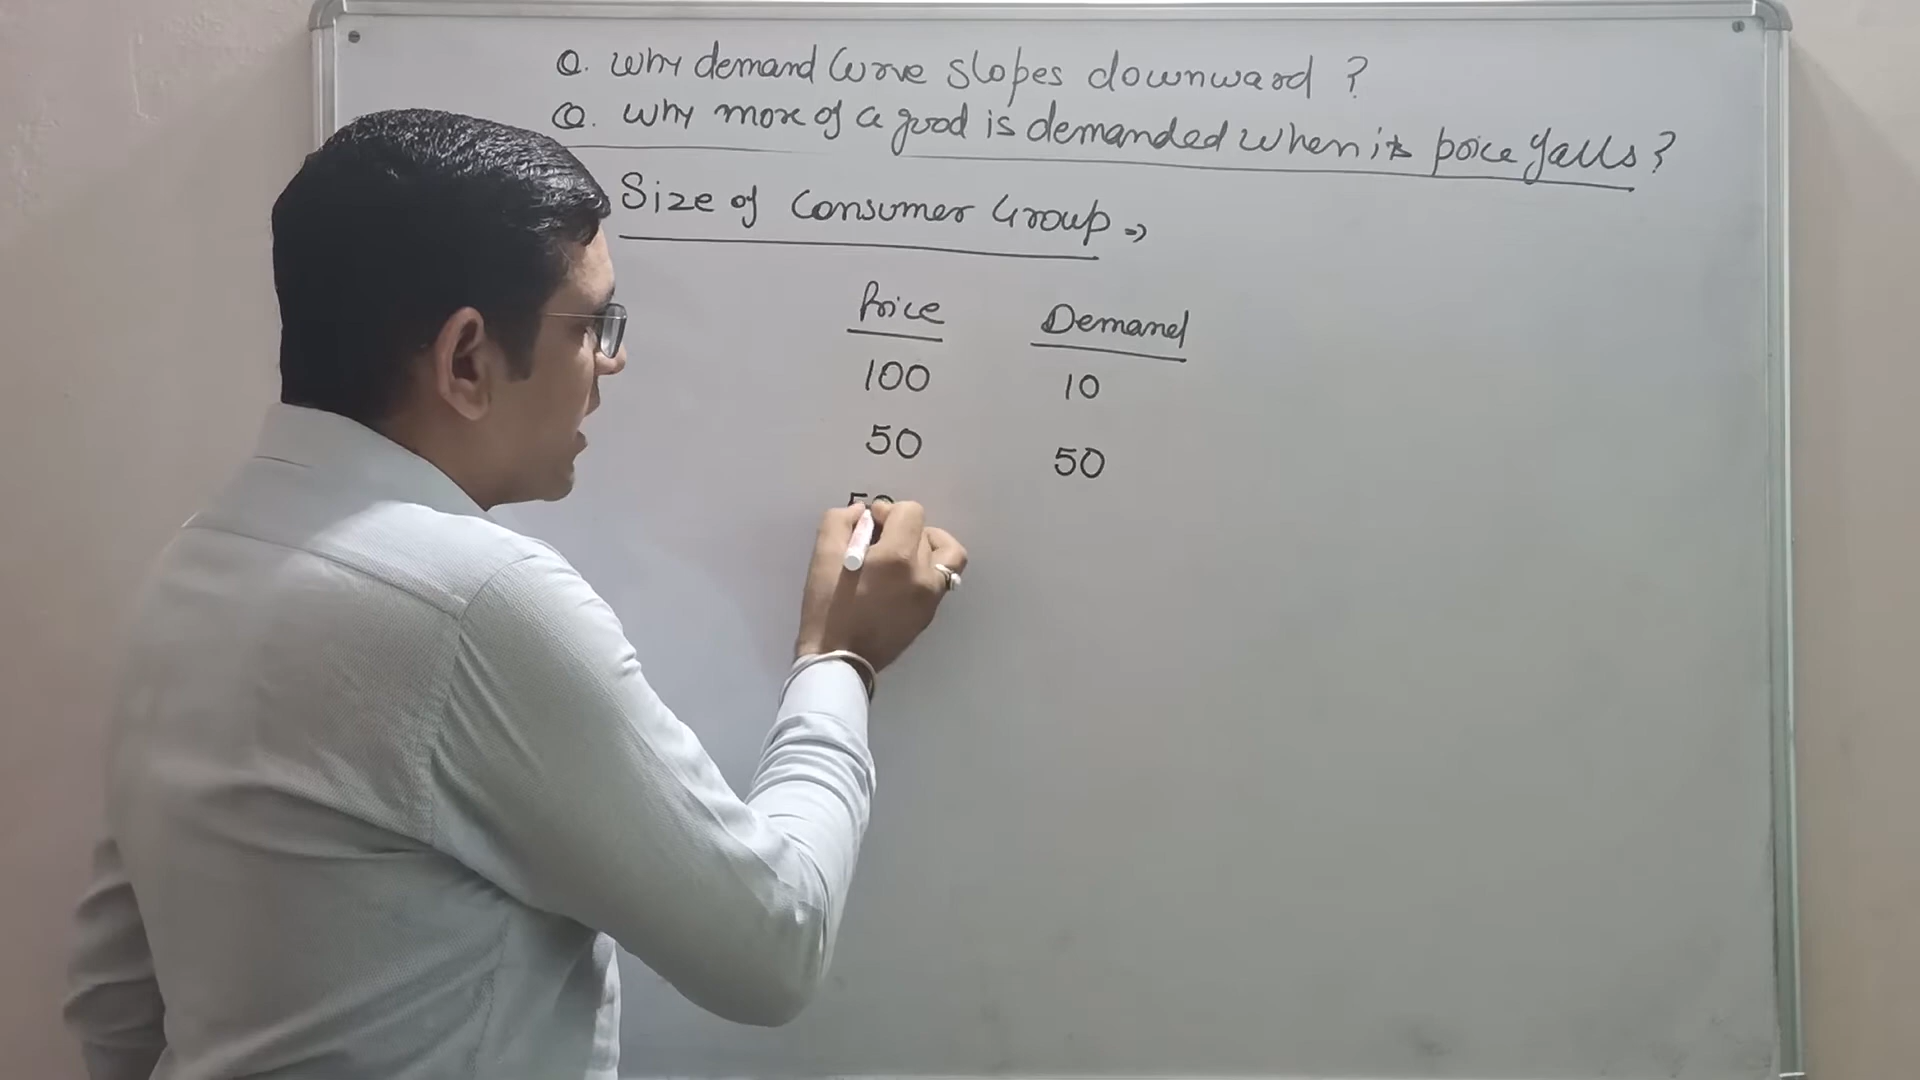 Q. Why demand Curve slopes downward ?
Q. Why more of a good is demanded when its price falls ?
Size of Consumer Group ⇒
Price Demand
100 10
50 50
50